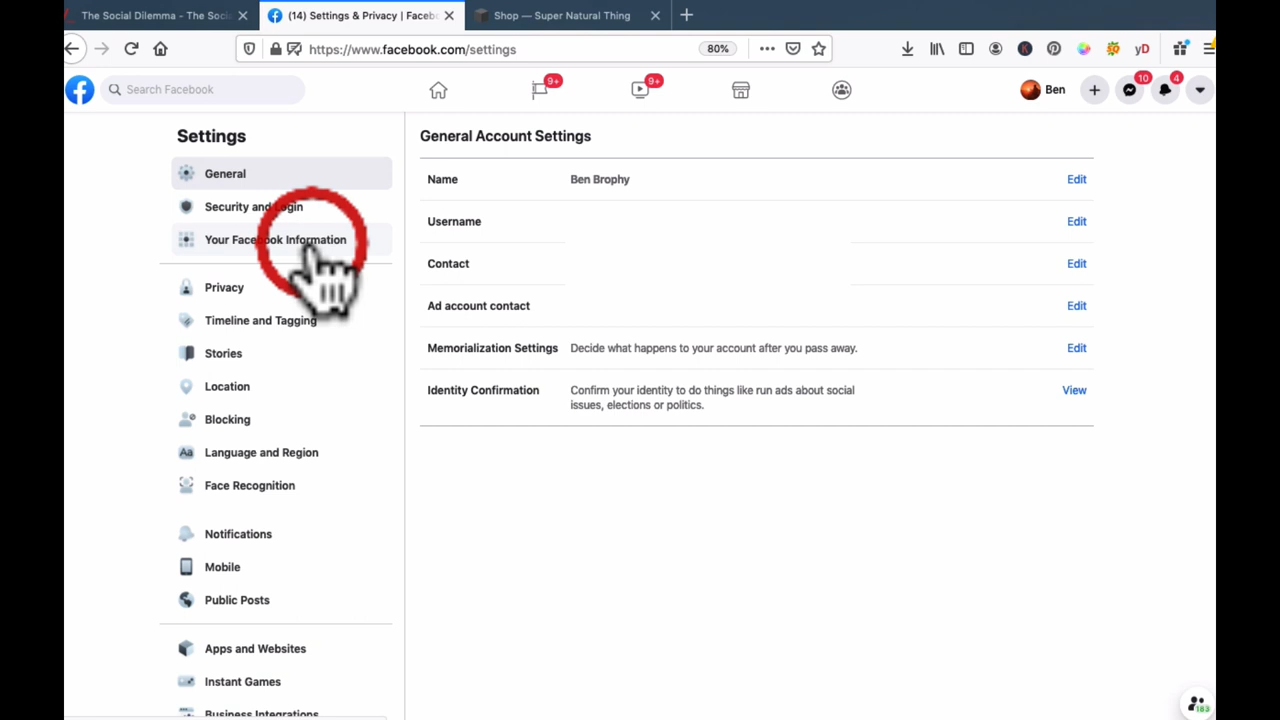 The Social Dilemma - The Soci
(14) Settings & Privacy | Faceb
Shop — Super Natural Thing
https://www.facebook.com/settings
80%
yD
Search Facebook
9+
9+
Ben
10
4
Settings
General
Security and Login
Your Facebook Information
Privacy
Timeline and Tagging
Stories
Location
Blocking
Aa
Language and Region
Face Recognition
Notifications
Mobile
Public Posts
Apps and Websites
Instant Games
Business Integrations
General Account Settings
Name
Ben Brophy
Edit
Username
Edit
Contact
Edit
Ad account contact
Edit
Memorialization Settings
Decide what happens to your account after you pass away.
Edit
Identity Confirmation
Confirm your identity to do things like run ads about social
issues, elections or politics.
View
183